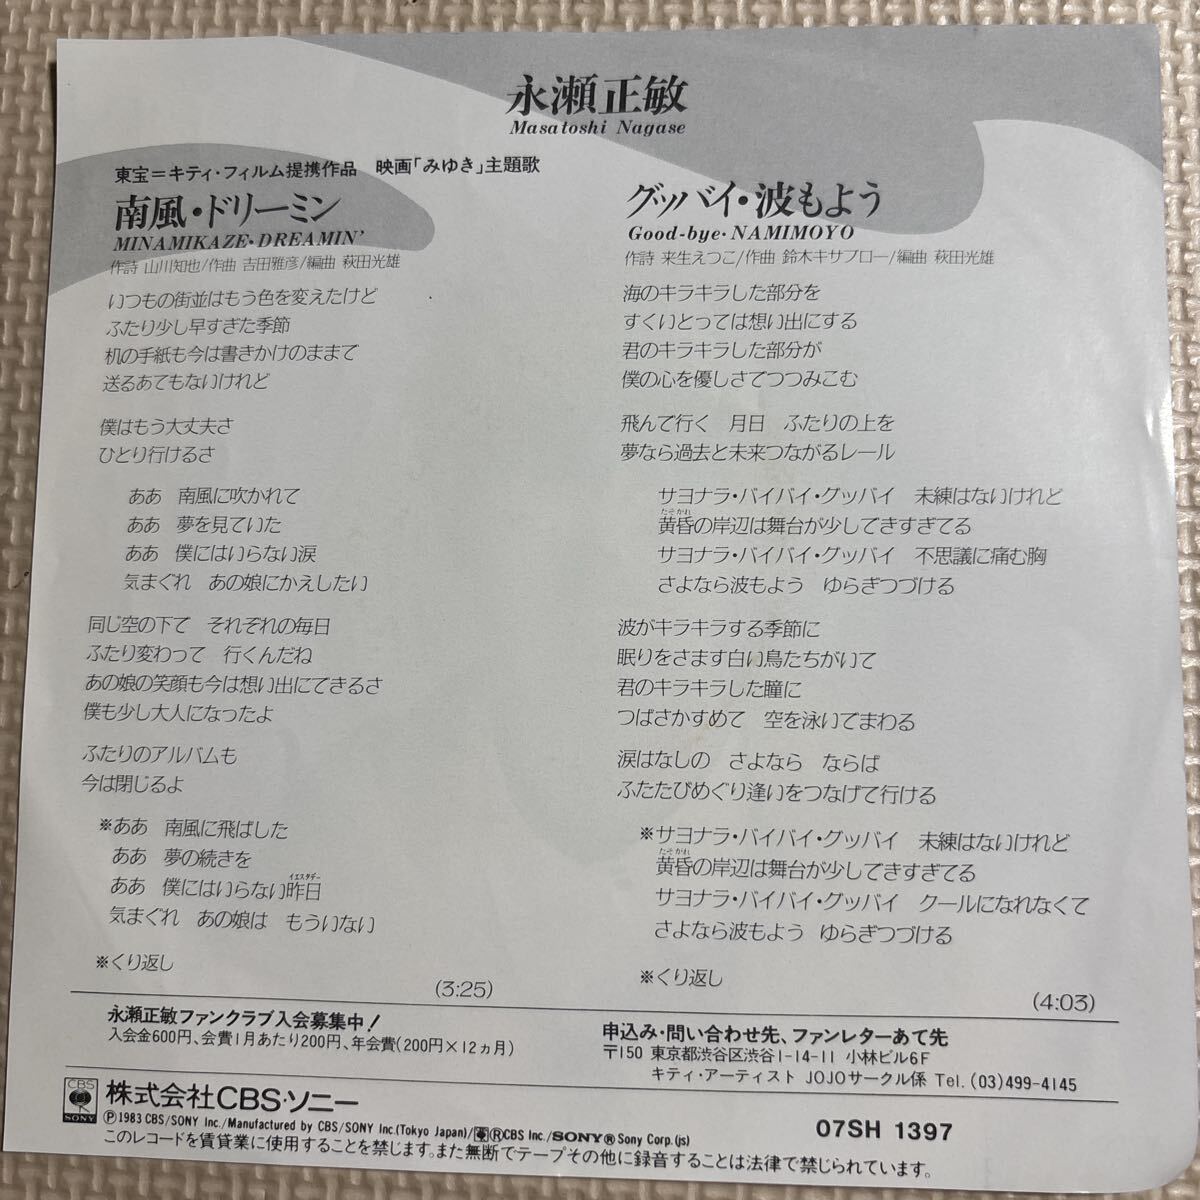 永瀬正敏
Masatoshi Nagase
東宝=キティ・フィルム提携作品 映画「みゆき」主題歌
南風・ドリーミン
MINAMIKAZE・DREAMIN'
作詩 山川知也/作曲 吉田雅彦/編曲 萩田光雄
いつもの街並はもう色を変えたけど
ふたり少し早すぎた季節
机の手紙も今は書きかけのままで
送るあてもないけれど
僕はもう大丈夫さ
ひとり行けるさ
ああ 南風に吹かれて
ああ 夢を見ていた
ああ 僕にはいらない涙
気まぐれ あの娘にかえしたい
同じ空の下で それぞれの毎日
ふたり変わって 行くんだね
あの娘の笑顔も今は想い出にできるさ
僕も少し大人になったよ
ふたりのアルバムも
今は閉じるよ
※ああ 南風に飛ばした
ああ 夢の続きを
イエスタデー
ああ 僕にはいらない昨日
気まぐれ あの娘は もういない
※くり返し
(3:25)
グッバイ・波もよう
Good-bye・NAMIMOYO
作詩 来生えつこ/作曲 鈴木キサブロー/編曲 萩田光雄
海のキラキラした部分を
すくいとっては想い出にする
君のキラキラした部分が
僕の心を優しさでつつみこむ
飛んで行く 月日 ふたりの上を
夢なら過去と未来つながるレール
サヨナラ・バイバイ・グッバイ 未練はないけれど
たそがれ
黄昏の岸辺は舞台が少しできすぎてる
サヨナラ・バイバイ・グッバイ 不思議に痛む胸
さよなら波もよう ゆらぎつづける
波がキラキラする季節に
眠りをさます白い鳥たちがいて
君のキラキラした瞳に
つばさかすめて 空を泳いでまわる
涙はなしの さよなら ならば
ふたたびめぐり逢いをつなげて行ける
※サヨナラ・バイバイ・グッバイ 未練はないけれど
たそがれ
黄昏の岸辺は舞台が少しできすぎてる
サヨナラ・バイバイ・グッバイ クールになれなくて
さよなら波もよう ゆらぎつづける
※くり返し
(4:03)
永瀬正敏ファンクラブ入会募集中!
入会金600円、会費1月あたり200円、年会費(200円×12ヵ月)
申込み・問い合わせ先、ファンレターあて先
〒150 東京都渋谷区渋谷1-14-11 小林ビル6F
キティ・アーティスト JOJOサークル係 Tel.(03)499-4145
CBS
SONY
株式会社CBS・ソニー
Ⓟ1983 CBS/SONY Inc./Manufactured by CBS/SONY Inc.(Tokyo Japan)/ⓇCBS Inc./SONY® Sony Corp.(js)
07SH 1397
このレコードを賃貸業に使用することを禁じます。また無断でテープその他に録音することは法律で禁じられています。